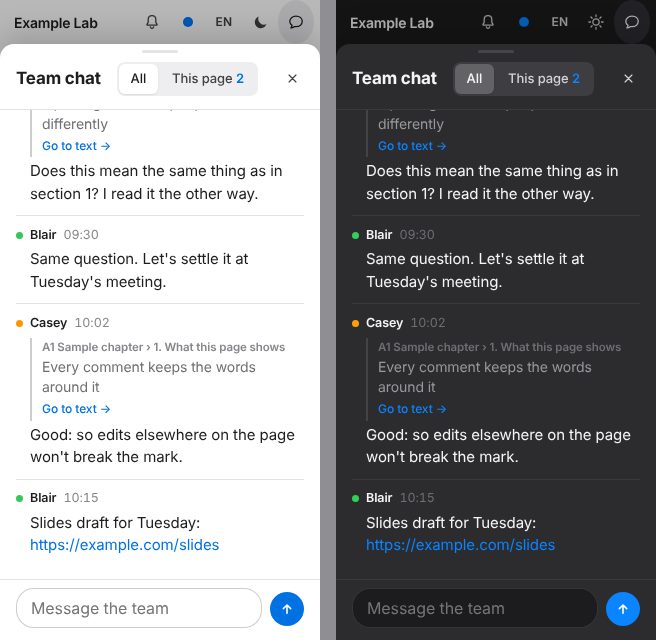 Example Lab EN
Team chat All This page 2
differently
Go to text →
Does this mean the same thing as in
section 1? I read it the other way.
Blair 09:30
Same question. Let's settle it at
Tuesday's meeting.
Casey 10:02
A1 Sample chapter › 1. What this page shows
Every comment keeps the words
around it
Go to text →
Good: so edits elsewhere on the page
won't break the mark.
Blair 10:15
Slides draft for Tuesday:
https://example.com/slides
Message the team
Example Lab EN
Team chat All This page 2
differently
Go to text →
Does this mean the same thing as in
section 1? I read it the other way.
Blair 09:30
Same question. Let's settle it at
Tuesday's meeting.
Casey 10:02
A1 Sample chapter › 1. What this page shows
Every comment keeps the words
around it
Go to text →
Good: so edits elsewhere on the page
won't break the mark.
Blair 10:15
Slides draft for Tuesday:
https://example.com/slides
Message the team